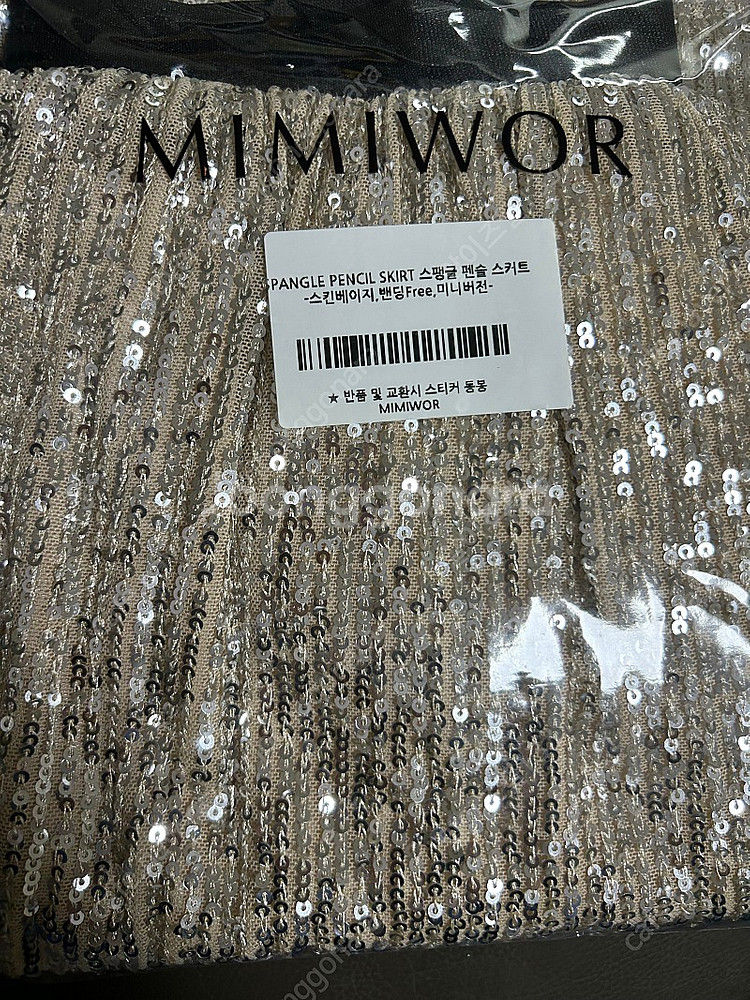 MIMIWOR
SPANGLE PENCIL SKIRT 스팽글 펜슬 스커트
-스킨베이지,밴딩Free,미니버전-
★ 반품 및 교환시 스티커 동봉
MIMIWOR
joonggonara